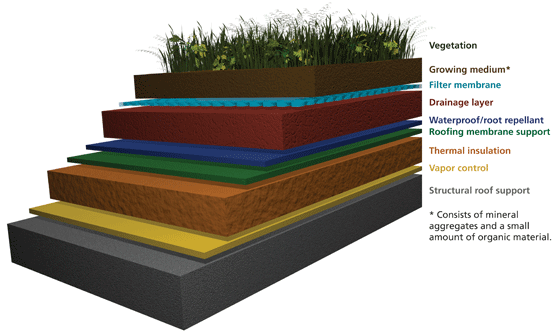 Vegetation
Growing medium*
Filter membrane
Drainage layer
Waterproof/root repellant
Roofing membrane support
Thermal insulation
Vapor control
Structural roof support
* Consists of mineral
aggregates and a small
amount of organic material.